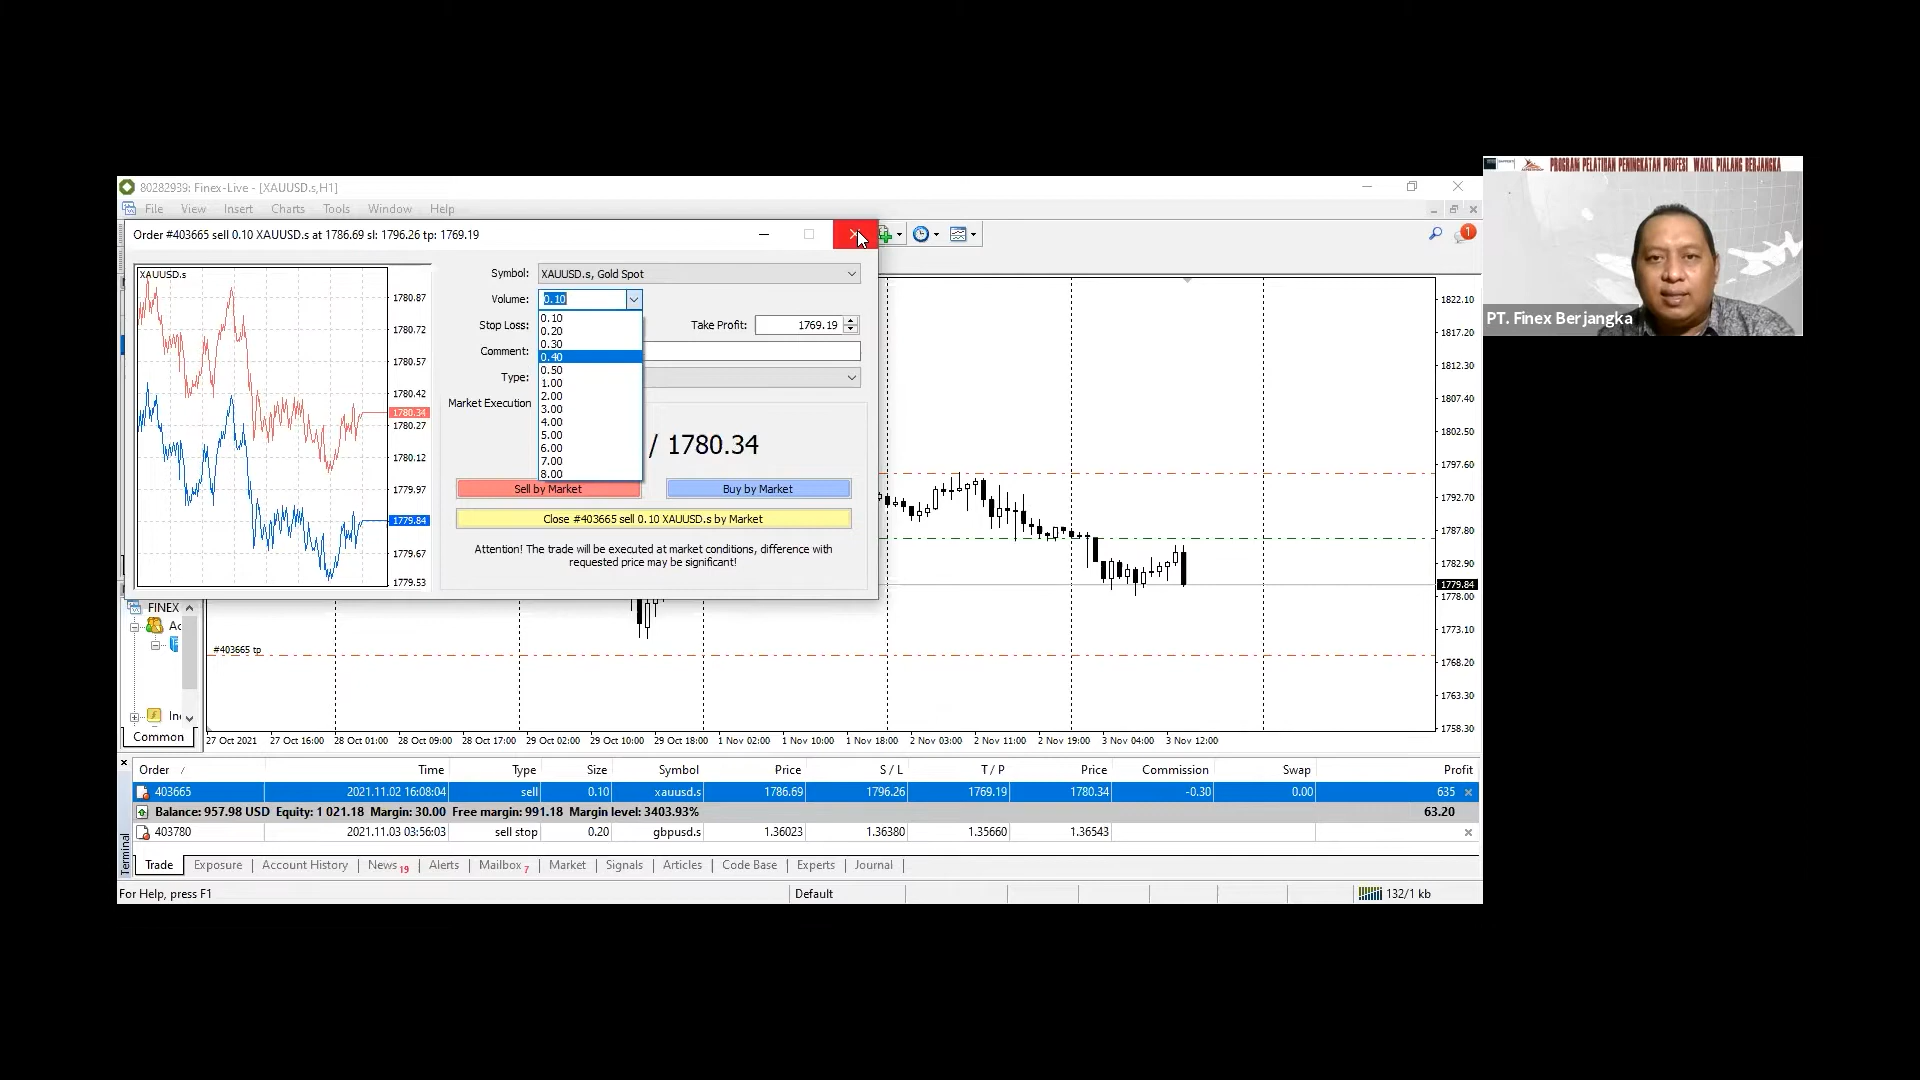 80282939: Finex-Live - [XAUUSD.s,H1]
File View Insert Charts Tools Window Help
Order #403665 sell 0.10 XAUUSD.s at 1786.69 sl: 1796.26 tp: 1769.19
1
XAUUSD.s
1780.87
1780.72
1780.57
1780.42
1780.34
1780.27
1780.12
1779.97
1779.84
1779.67
1779.53
Symbol: XAUUSD.s, Gold Spot
Volume: 0.10
Stop Loss:
Take Profit: 1769.19
Comment:
Type:
Market Execution
0.10
0.20
0.30
0.40
0.50
1.00
2.00
3.00
4.00
5.00
6.00
7.00
8.00
/ 1780.34
Sell by Market
Buy by Market
Close #403665 sell 0.10 XAUUSD.s by Market
Attention! The trade will be executed at market conditions, difference with
requested price may be significant!
1822.10
1817.20
1812.30
1807.40
1802.50
1797.60
1792.70
1787.80
1782.90
1779.84
1778.00
1773.10
1768.20
1763.30
1758.30
FINEX
Ac
In
Common
#403665 tp
27 Oct 2021 27 Oct 16:00 28 Oct 01:00 28 Oct 09:00 28 Oct 17:00 29 Oct 02:00 29 Oct 10:00 29 Oct 18:00 1 Nov 02:00 1 Nov 10:00 1 Nov 18:00 2 Nov 03:00 2 Nov 11:00 2 Nov 19:00 3 Nov 04:00 3 Nov 12:00
Order / Time Type Size Symbol Price S / L T / P Price Commission Swap Profit
403665 2021.11.02 16:08:04 sell 0.10 xauusd.s 1786.69 1796.26 1769.19 1780.34 -0.30 0.00 635
Balance: 957.98 USD Equity: 1 021.18 Margin: 30.00 Free margin: 991.18 Margin level: 3403.93% 63.20
403780 2021.11.03 03:56:03 sell stop 0.20 gbpusd.s 1.36023 1.36380 1.35660 1.36543
Terminal
Trade Exposure Account History News 19 Alerts Mailbox 7 Market Signals Articles Code Base Experts Journal
For Help, press F1
Default
132/1 kb
PROGRAM PELATIHAN PENINGKATAN PROFESI WAKIL PIALANG BERJANGKA
PT. Finex Berjangka